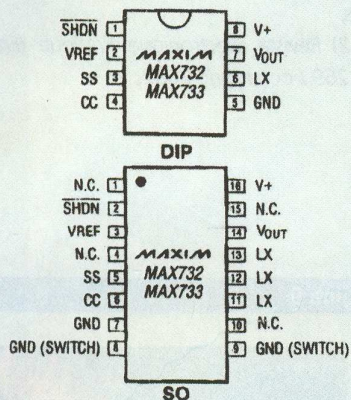 SHDN 1 8 V+
VREF 2 MAXIM 7 VOUT
SS 3 MAX732 6 LX
CC 4 MAX733 5 GND
DIP
N.C. 1 16 V+
SHDN 2 15 N.C.
VREF 3 14 VOUT
N.C. 4 MAXIM 13 LX
SS 5 MAX732 12 LX
CC 6 MAX733 11 LX
GND 7 10 N.C.
GND (SWITCH) 8 9 GND (SWITCH)
SO